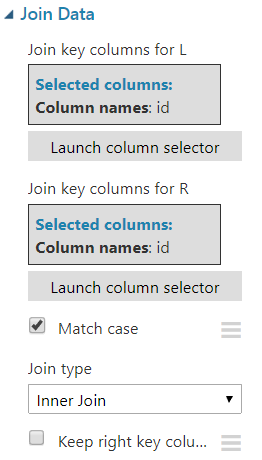 Join Data
Join key columns for L
Selected columns:
Column names: id
Launch column selector
Join key columns for R
Selected columns:
Column names: id
Launch column selector
Match case
Join type
Inner Join
Keep right key colu...